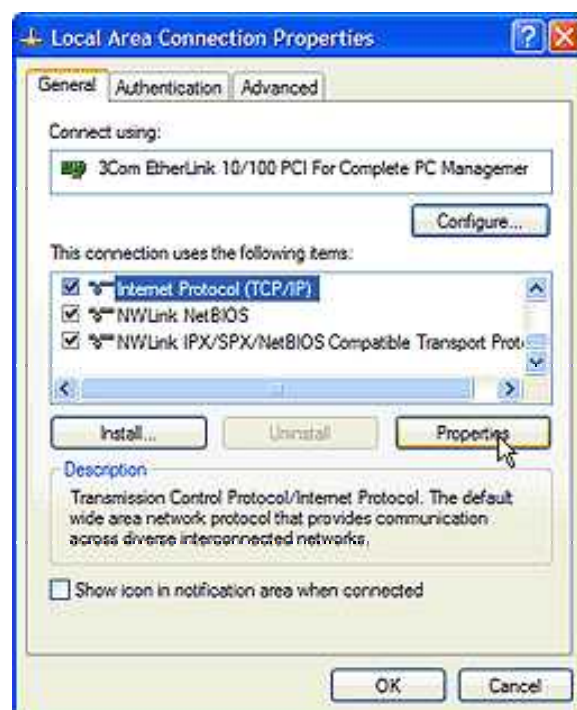 Local Area Connection Properties
General Authentication Advanced
Connect using:
3Com EtherLink 10/100 PCI For Complete PC Managemer
Configure...
This connection uses the following items:
Internet Protocol (TCP/IP)
NWLink NetBIOS
NWLink IPX/SPX/NetBIOS Compatible Transport Proto
Install... Uninstall Properties
Description
Transmission Control Protocol/Internet Protocol. The default
wide area network protocol that provides communication
across diverse interconnected networks.
Show icon in notification area when connected
OK Cancel